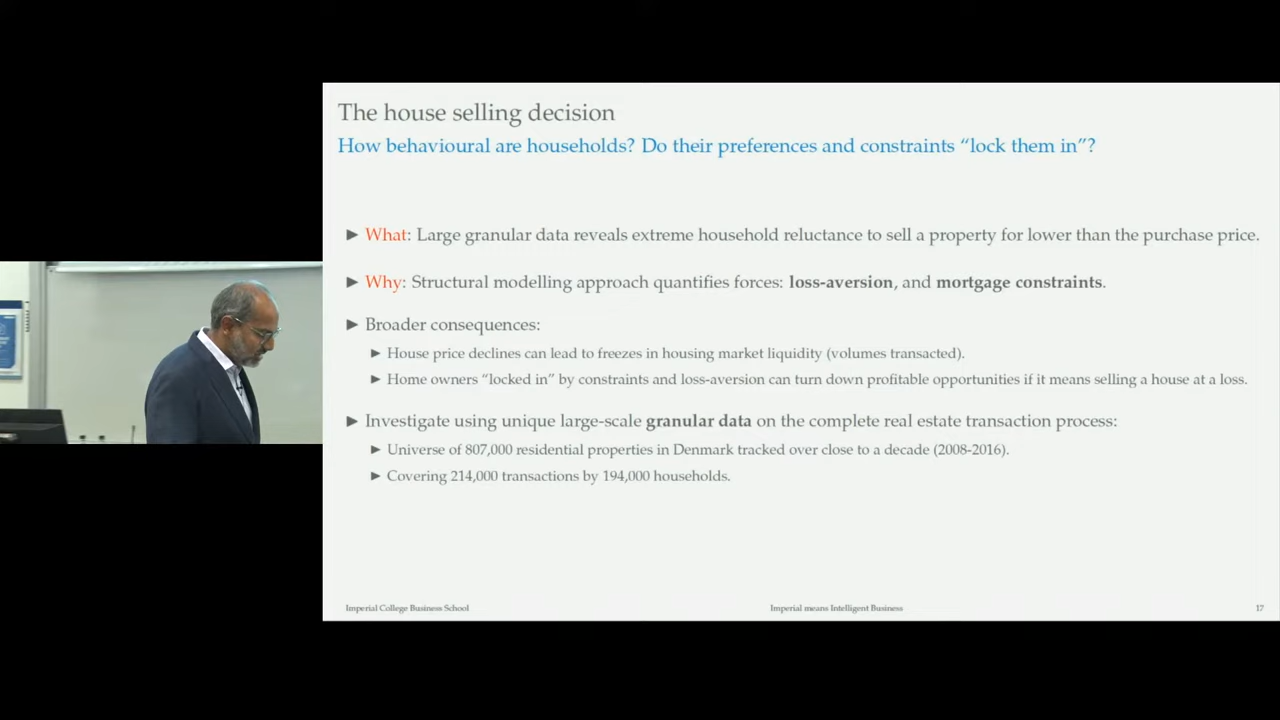 The house selling decision
How behavioural are households? Do their preferences and constraints “lock them in”?
► What: Large granular data reveals extreme household reluctance to sell a property for lower than the purchase price.
► Why: Structural modelling approach quantifies forces: loss-aversion, and mortgage constraints.
► Broader consequences:
► House price declines can lead to freezes in housing market liquidity (volumes transacted).
► Home owners “locked in” by constraints and loss-aversion can turn down profitable opportunities if it means selling a house at a loss.
► Investigate using unique large-scale granular data on the complete real estate transaction process:
► Universe of 807,000 residential properties in Denmark tracked over close to a decade (2008-2016).
► Covering 214,000 transactions by 194,000 households.
Imperial College Business School
Imperial means Intelligent Business
17